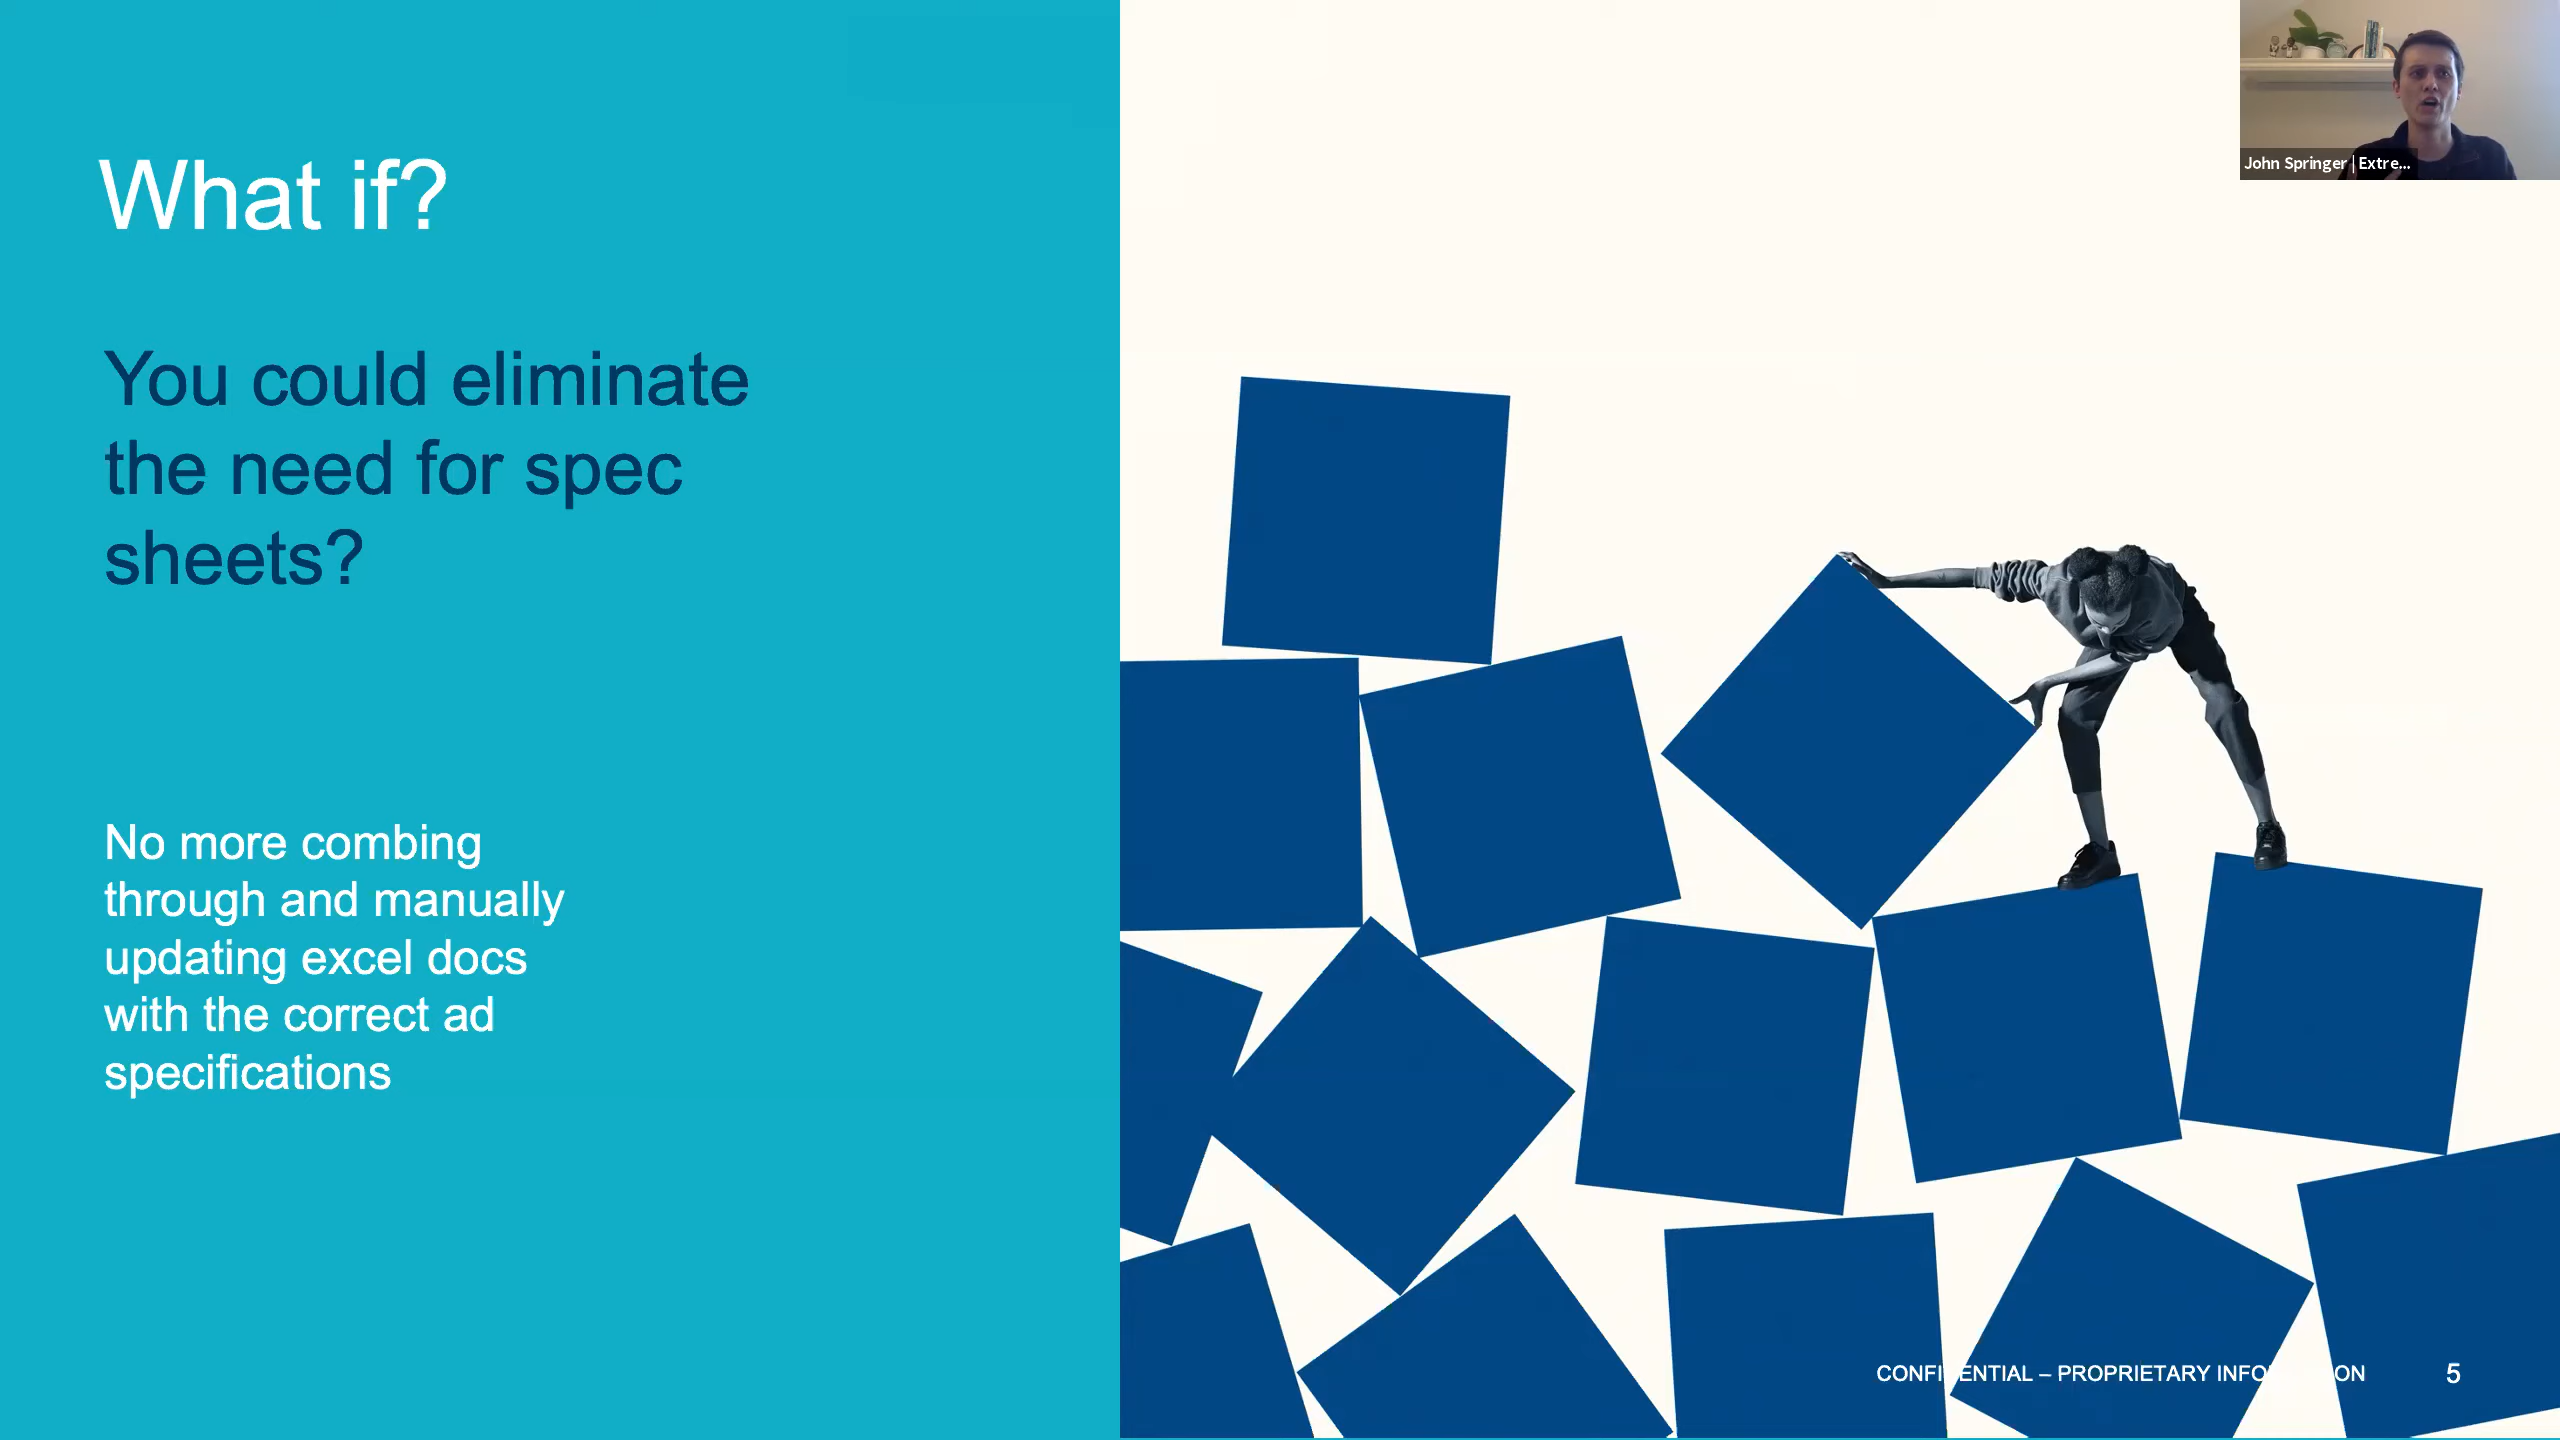 What if?
You could eliminate
the need for spec
sheets?
No more combing
through and manually
updating excel docs
with the correct ad
specifications
John Springer | Extre...
CONFIDENTIAL – PROPRIETARY INFORMATION
5